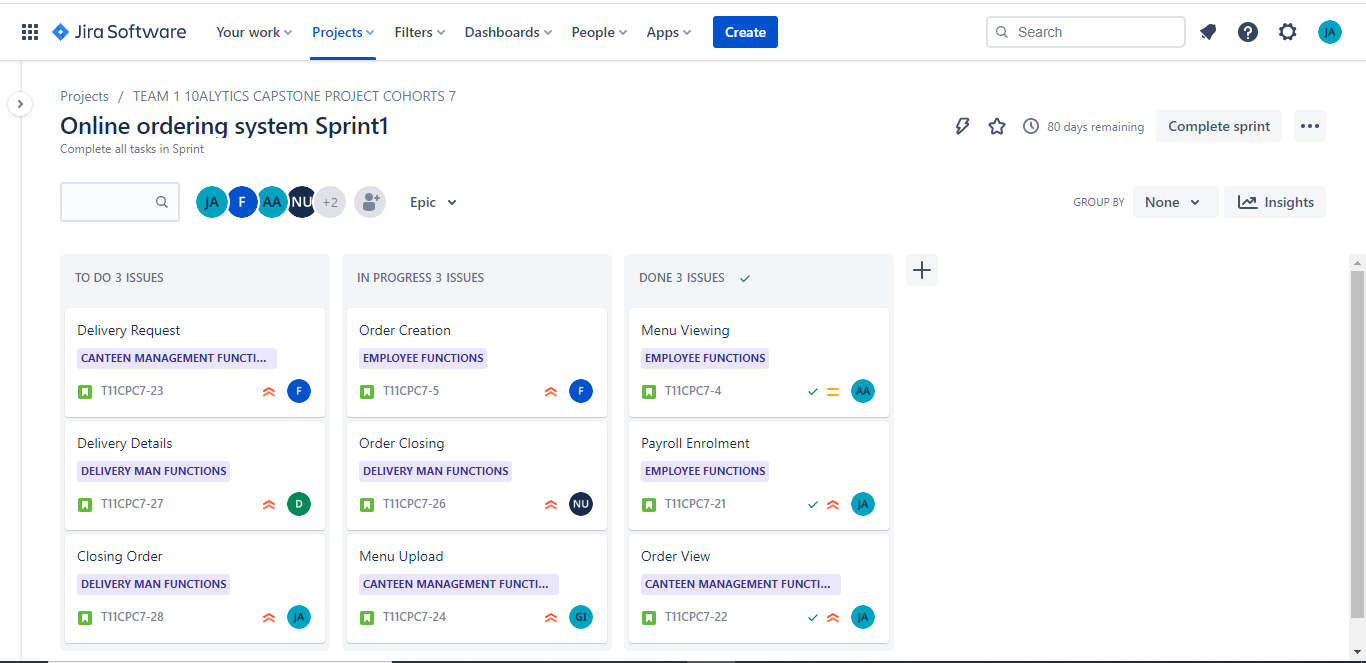 Jira Software Your work Projects Filters Dashboards People Apps Create Search JA
Projects / TEAM 1 10ALYTICS CAPSTONE PROJECT COHORTS 7
Online ordering system Sprint1
80 days remaining Complete sprint
Complete all tasks in Sprint
JA F AA NU +2 Epic GROUP BY None Insights
TO DO 3 ISSUES
Delivery Request
CANTEEN MANAGEMENT FUNCTI...
T11CPC7-23 F
Delivery Details
DELIVERY MAN FUNCTIONS
T11CPC7-27 D
Closing Order
DELIVERY MAN FUNCTIONS
T11CPC7-28 JA
IN PROGRESS 3 ISSUES
Order Creation
EMPLOYEE FUNCTIONS
T11CPC7-5 F
Order Closing
DELIVERY MAN FUNCTIONS
T11CPC7-26 NU
Menu Upload
CANTEEN MANAGEMENT FUNCTI...
T11CPC7-24 GI
DONE 3 ISSUES
Menu Viewing
EMPLOYEE FUNCTIONS
T11CPC7-4 AA
Payroll Enrolment
EMPLOYEE FUNCTIONS
T11CPC7-21 JA
Order View
CANTEEN MANAGEMENT FUNCTI...
T11CPC7-22 JA